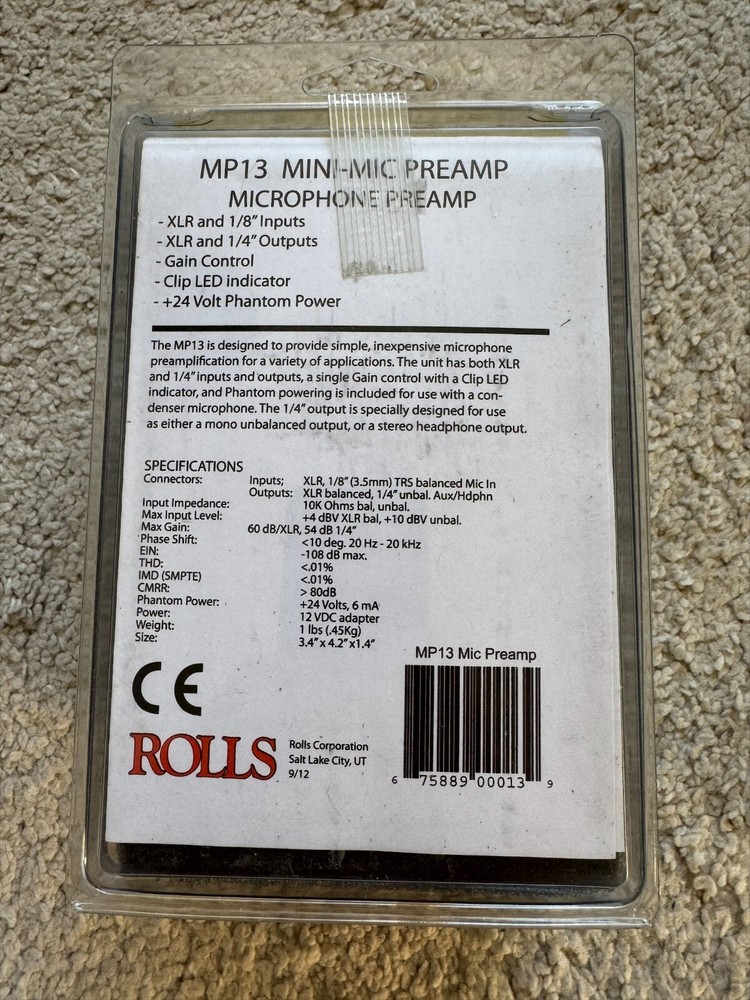 MP13 MINI-MIC PREAMP
MICROPHONE PREAMP
- XLR and 1/8" Inputs
- XLR and 1/4" Outputs
- Gain Control
- Clip LED indicator
- +24 Volt Phantom Power
The MP13 is designed to provide simple, inexpensive microphone
preamplification for a variety of applications. The unit has both XLR
and 1/4" inputs and outputs, a single Gain control with a Clip LED
indicator, and Phantom powering is included for use with a con-
denser microphone. The 1/4" output is specially designed for use
as either a mono unbalanced output, or a stereo headphone output.
SPECIFICATIONS
Connectors: Inputs; XLR, 1/8" (3.5mm) TRS balanced Mic In
Outputs: XLR balanced, 1/4" unbal. Aux/Hdphn
Input Impedance: 10K Ohms bal, unbal.
Max Input Level: +4 dBV XLR bal, +10 dBV unbal.
Max Gain: 60 dB/XLR, 54 dB 1/4"
Phase Shift: <10 deg. 20 Hz - 20 kHz
EIN: -108 dB max.
THD: <.01%
IMD (SMPTE) <.01%
CMRR: > 80dB
Phantom Power: +24 Volts, 6 mA
Power: 12 VDC adapter
Weight: 1 lbs (.45Kg)
Size: 3.4" x 4.2" x1.4"
MP13 Mic Preamp
CE
ROLLS
Rolls Corporation
Salt Lake City, UT
9/12
6 75889 00013 9